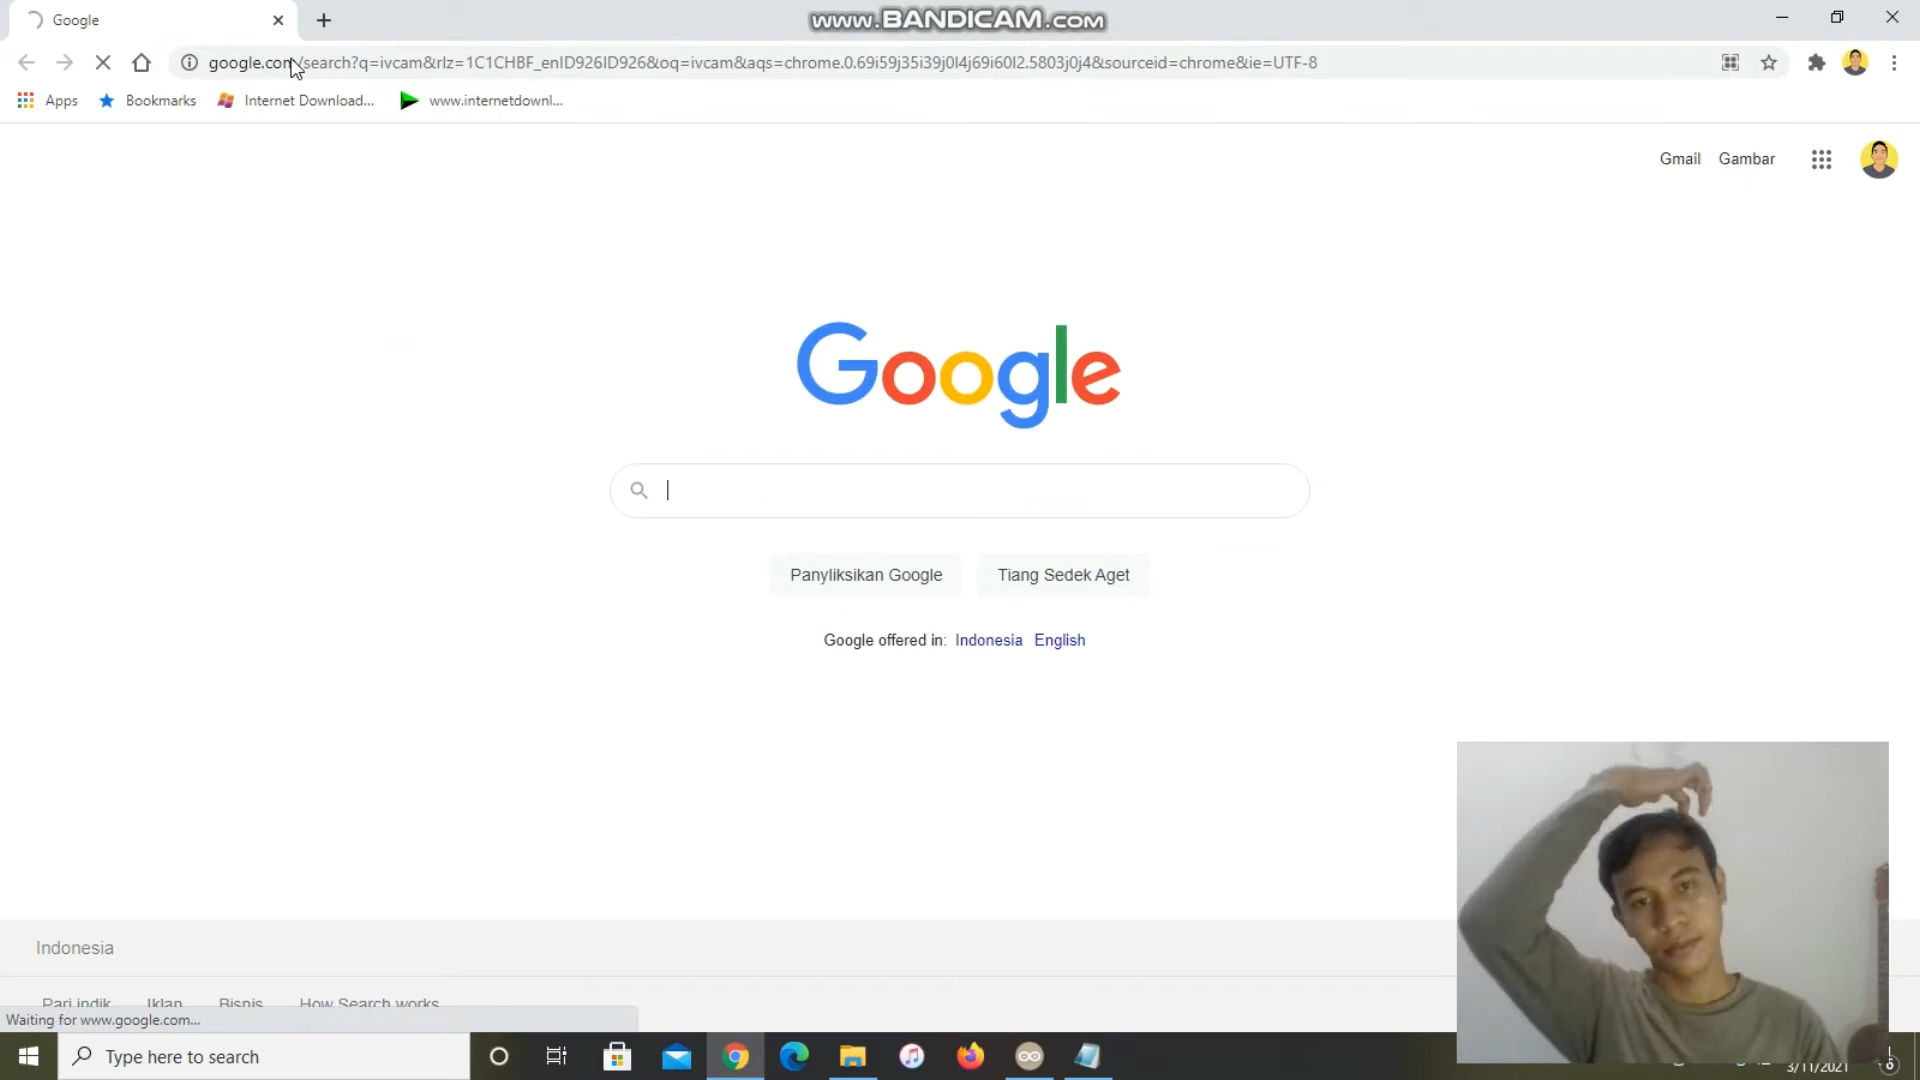 Google
www.BANDICAM.com
google.com/search?q=ivcam&rlz=1C1CHBF_enID926ID926&oq=ivcam&aqs=chrome.0.69i59j35i39j0l4j69i60l2.5803j0j4&sourceid=chrome&ie=UTF-8
Apps Bookmarks Internet Download... www.internetdownl...
Gmail Gambar
Google
Panyliksikan Google Tiang Sedek Aget
Google offered in: Indonesia English
Indonesia
Pari indik Iklan Bisnis How Search works
Waiting for www.google.com...
Type here to search
3/11/2021
6